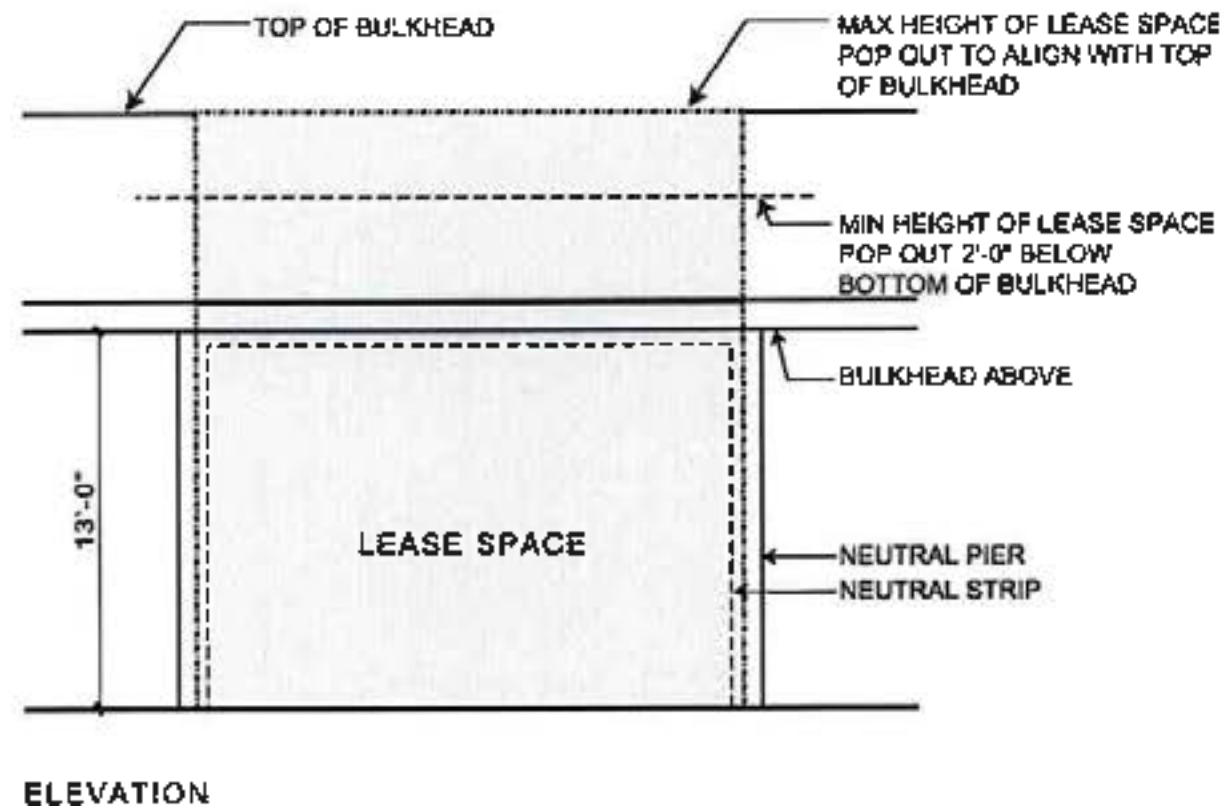 TOP OF BULKHEAD
MAX HEIGHT OF LEASE SPACE
POP OUT TO ALIGN WITH TOP
OF BULKHEAD
MIN HEIGHT OF LEASE SPACE
POP OUT 2'-0" BELOW
BOTTOM OF BULKHEAD
BULKHEAD ABOVE
13'-0"
LEASE SPACE
NEUTRAL PIER
NEUTRAL STRIP
ELEVATION